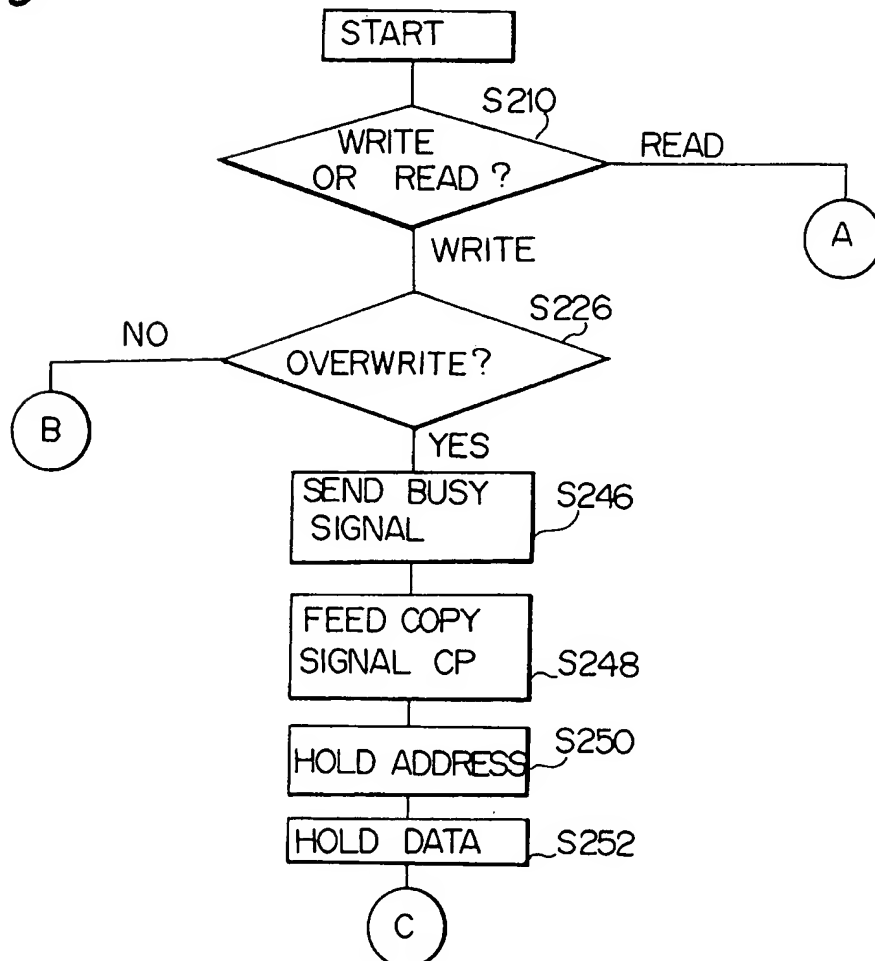 START
S210
WRITE
OR READ ?
READ
A
WRITE
S226
NO
OVERWRITE?
B
YES
SEND BUSY
SIGNAL
S246
FEED COPY
SIGNAL CP
S248
HOLD ADDRESS
S250
HOLD DATA
S252
C